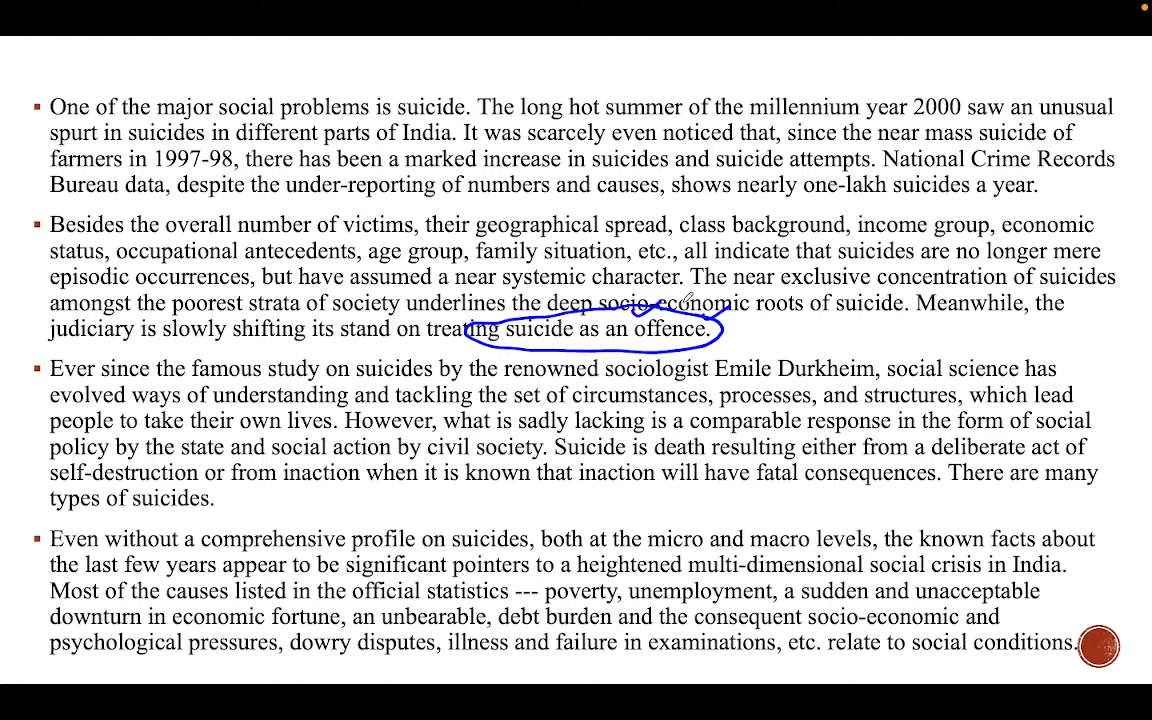 One of the major social problems is suicide. The long hot summer of the millennium year 2000 saw an unusual
spurt in suicides in different parts of India. It was scarcely even noticed that, since the near mass suicide of
farmers in 1997-98, there has been a marked increase in suicides and suicide attempts. National Crime Records
Bureau data, despite the under-reporting of numbers and causes, shows nearly one-lakh suicides a year.
Besides the overall number of victims, their geographical spread, class background, income group, economic
status, occupational antecedents, age group, family situation, etc., all indicate that suicides are no longer mere
episodic occurrences, but have assumed a near systemic character. The near exclusive concentration of suicides
amongst the poorest strata of society underlines the deep socio-economic roots of suicide. Meanwhile, the
judiciary is slowly shifting its stand on treating suicide as an offence.
Ever since the famous study on suicides by the renowned sociologist Emile Durkheim, social science has
evolved ways of understanding and tackling the set of circumstances, processes, and structures, which lead
people to take their own lives. However, what is sadly lacking is a comparable response in the form of social
policy by the state and social action by civil society. Suicide is death resulting either from a deliberate act of
self-destruction or from inaction when it is known that inaction will have fatal consequences. There are many
types of suicides.
Even without a comprehensive profile on suicides, both at the micro and macro levels, the known facts about
the last few years appear to be significant pointers to a heightened multi-dimensional social crisis in India.
Most of the causes listed in the official statistics --- poverty, unemployment, a sudden and unacceptable
downturn in economic fortune, an unbearable, debt burden and the consequent socio-economic and
psychological pressures, dowry disputes, illness and failure in examinations, etc. relate to social conditions.